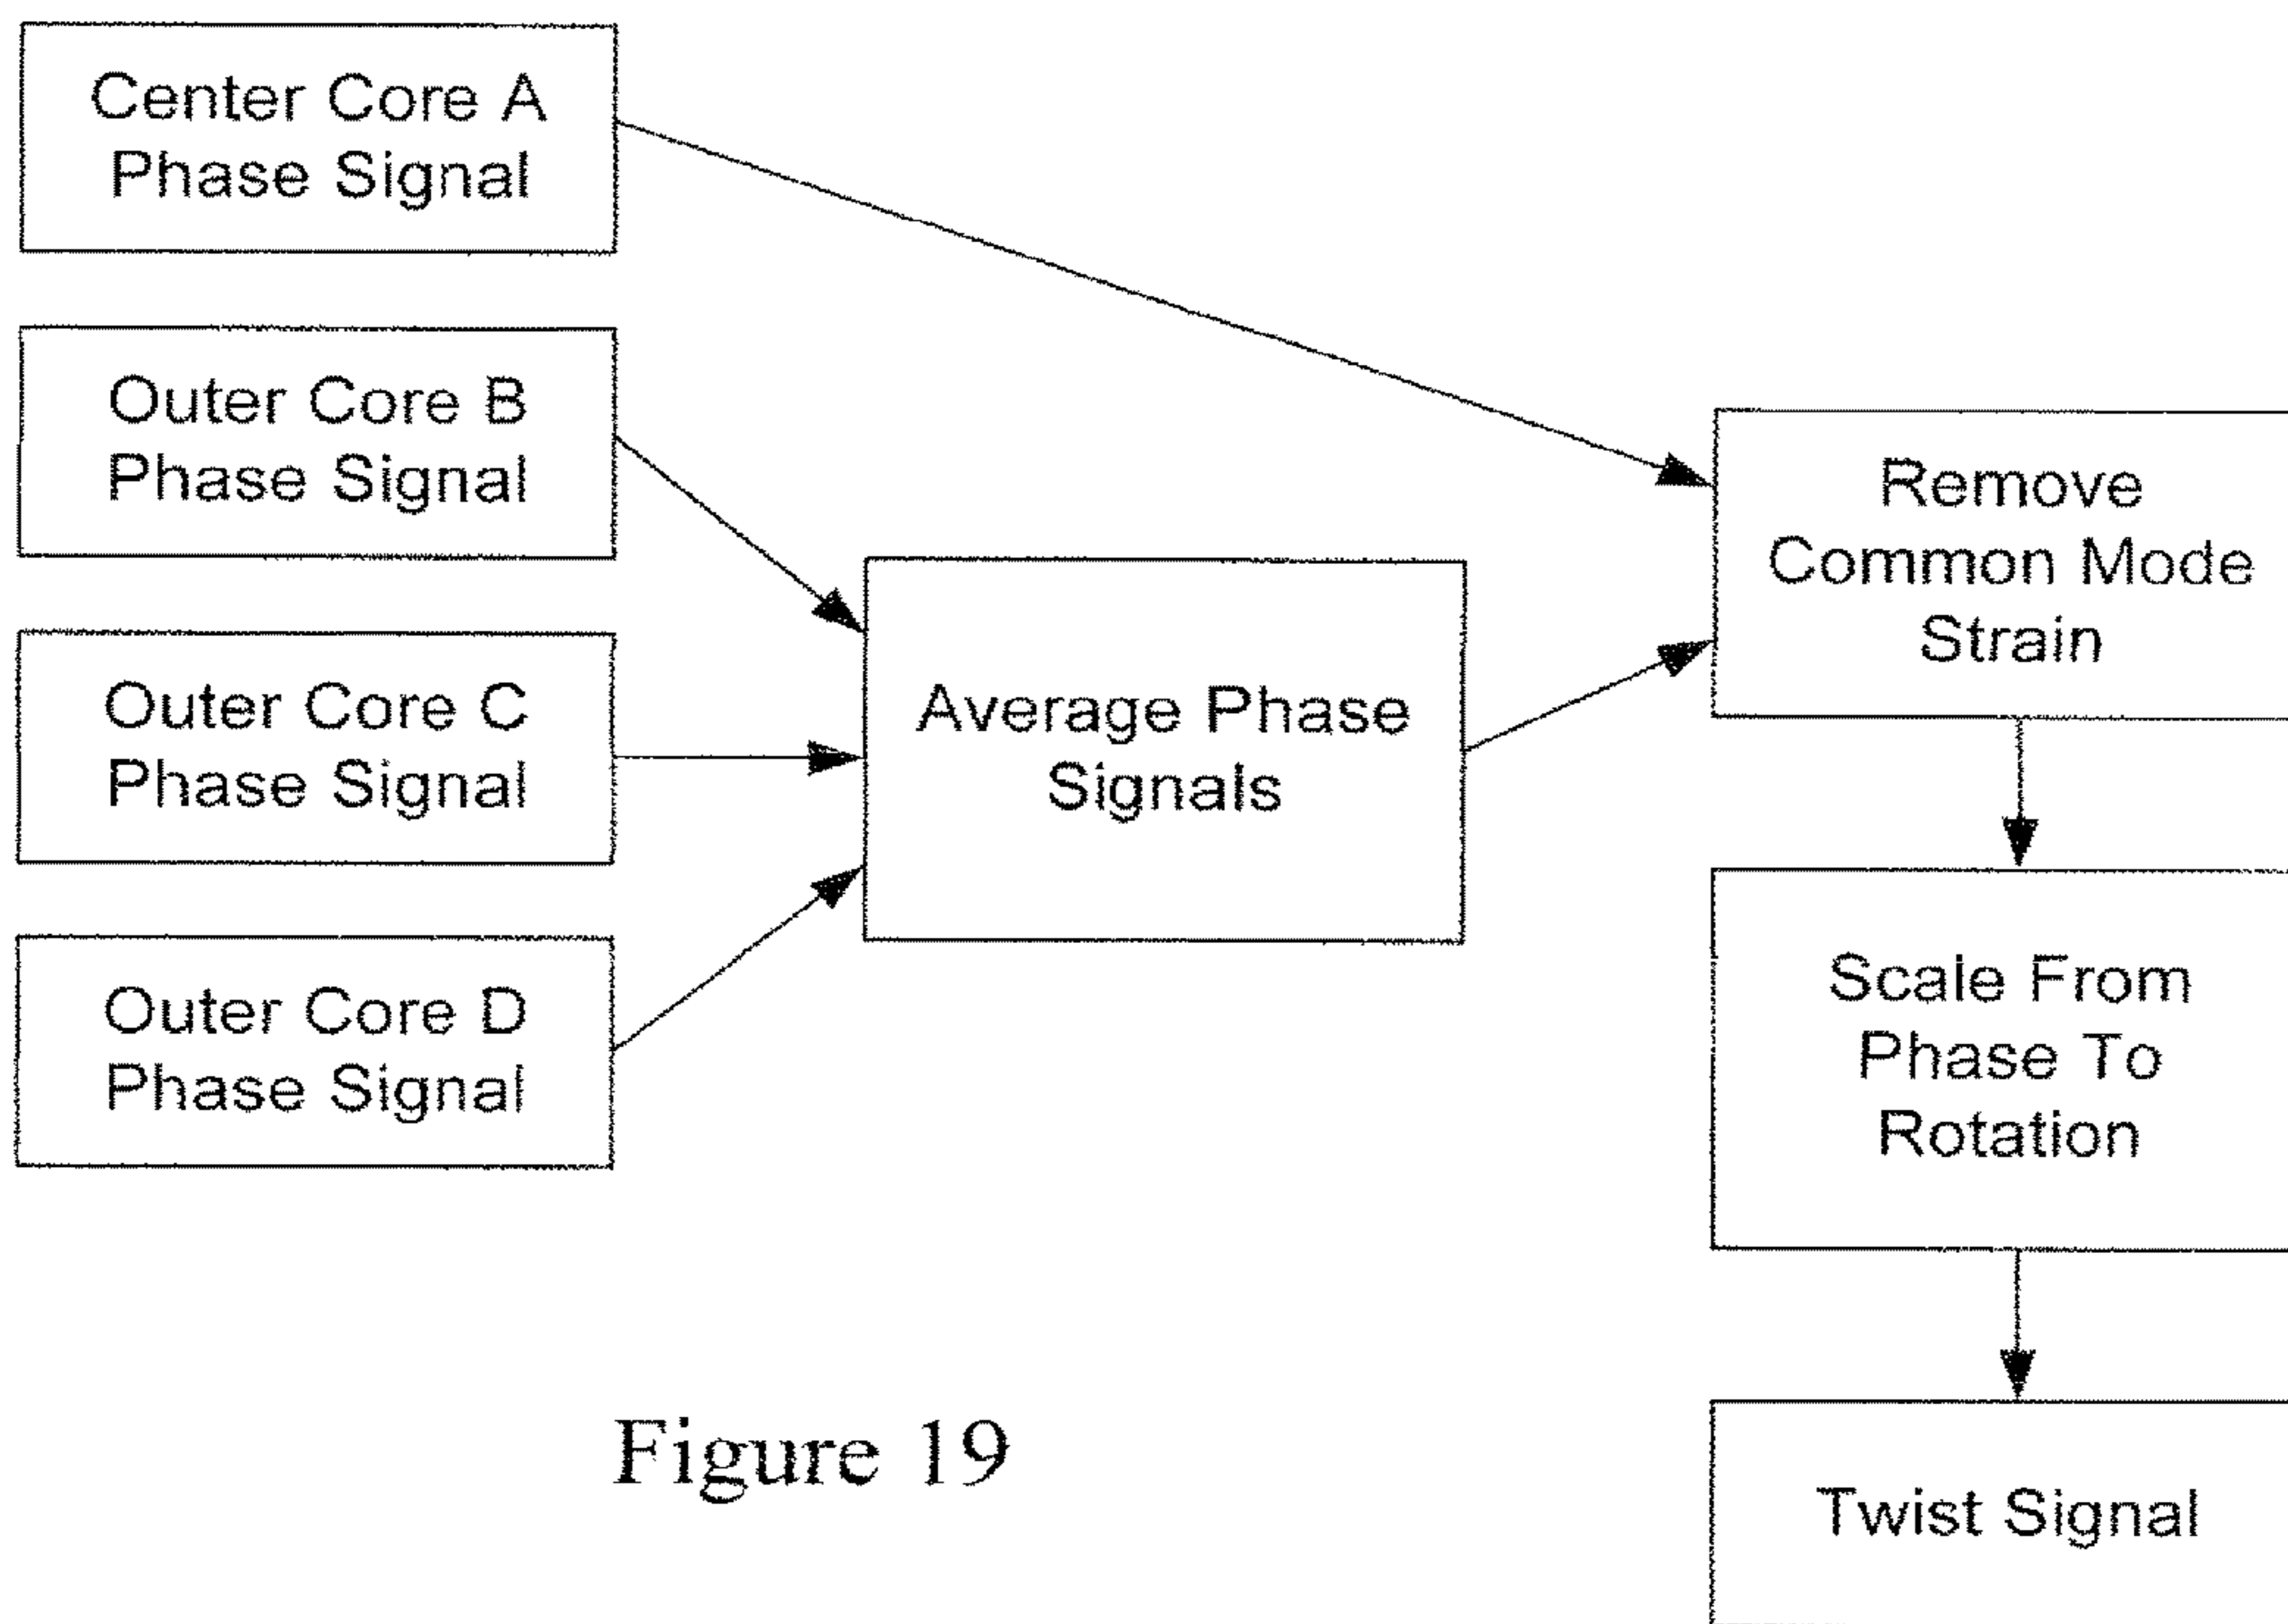 Center Core A
Phase Signal
Outer Core B
Phase Signal
Outer Core C
Phase Signal
Outer Core D
Phase Signal
Average Phase
Signals
Remove
Common Mode
Strain
Scale From
Phase To
Rotation
Twist Signal
Figure 19